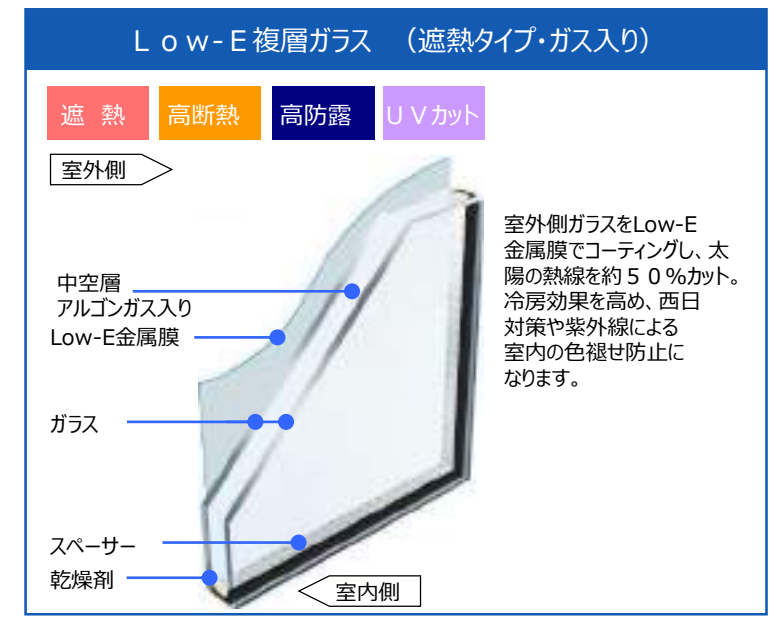 Ｌｏｗ-Ｅ複層ガラス （遮熱タイプ・ガス入り）
遮 熱
高断熱
高防露
ＵＶカット
室外側
室外側ガラスをLow-E
金属膜でコーティングし、太
陽の熱線を約５０％カット。
冷房効果を高め、西日
対策や紫外線による
室内の色褪せ防止に
なります。
中空層
アルゴンガス入り
Low-E金属膜
ガラス
スペーサー
乾燥剤
室内側